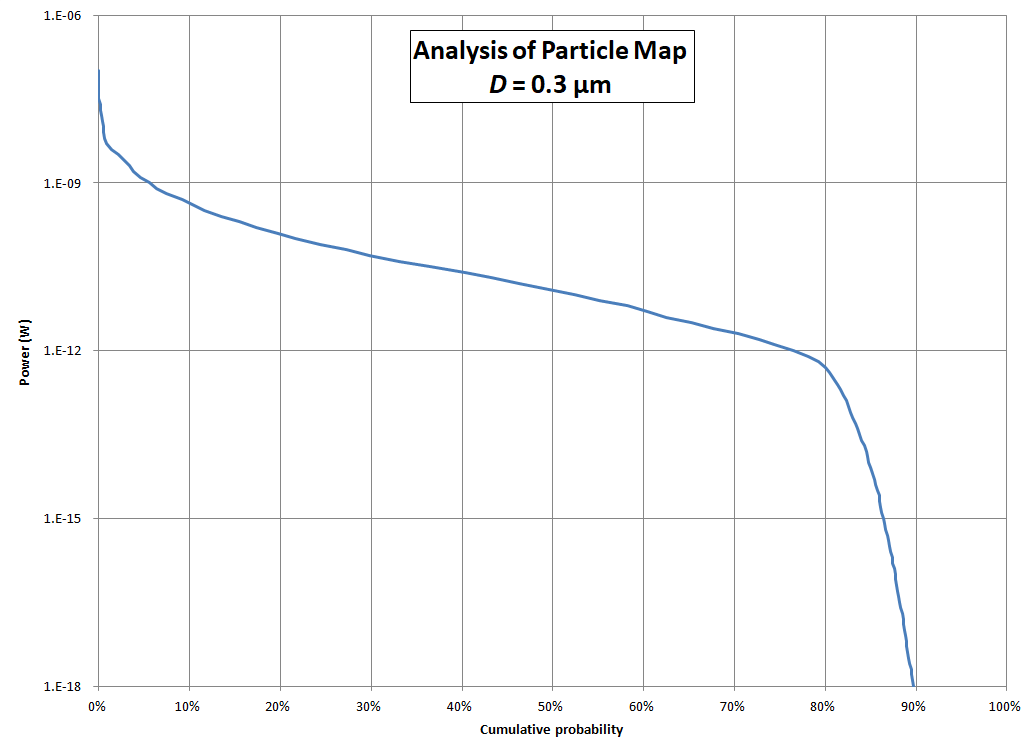 1.E-06
Analysis of Particle Map
D = 0.3 µm
1.E-09
1.E-12
1.E-15
1.E-18
Power (W)
0% 10% 20% 30% 40% 50% 60% 70% 80% 90% 100%
Cumulative probability